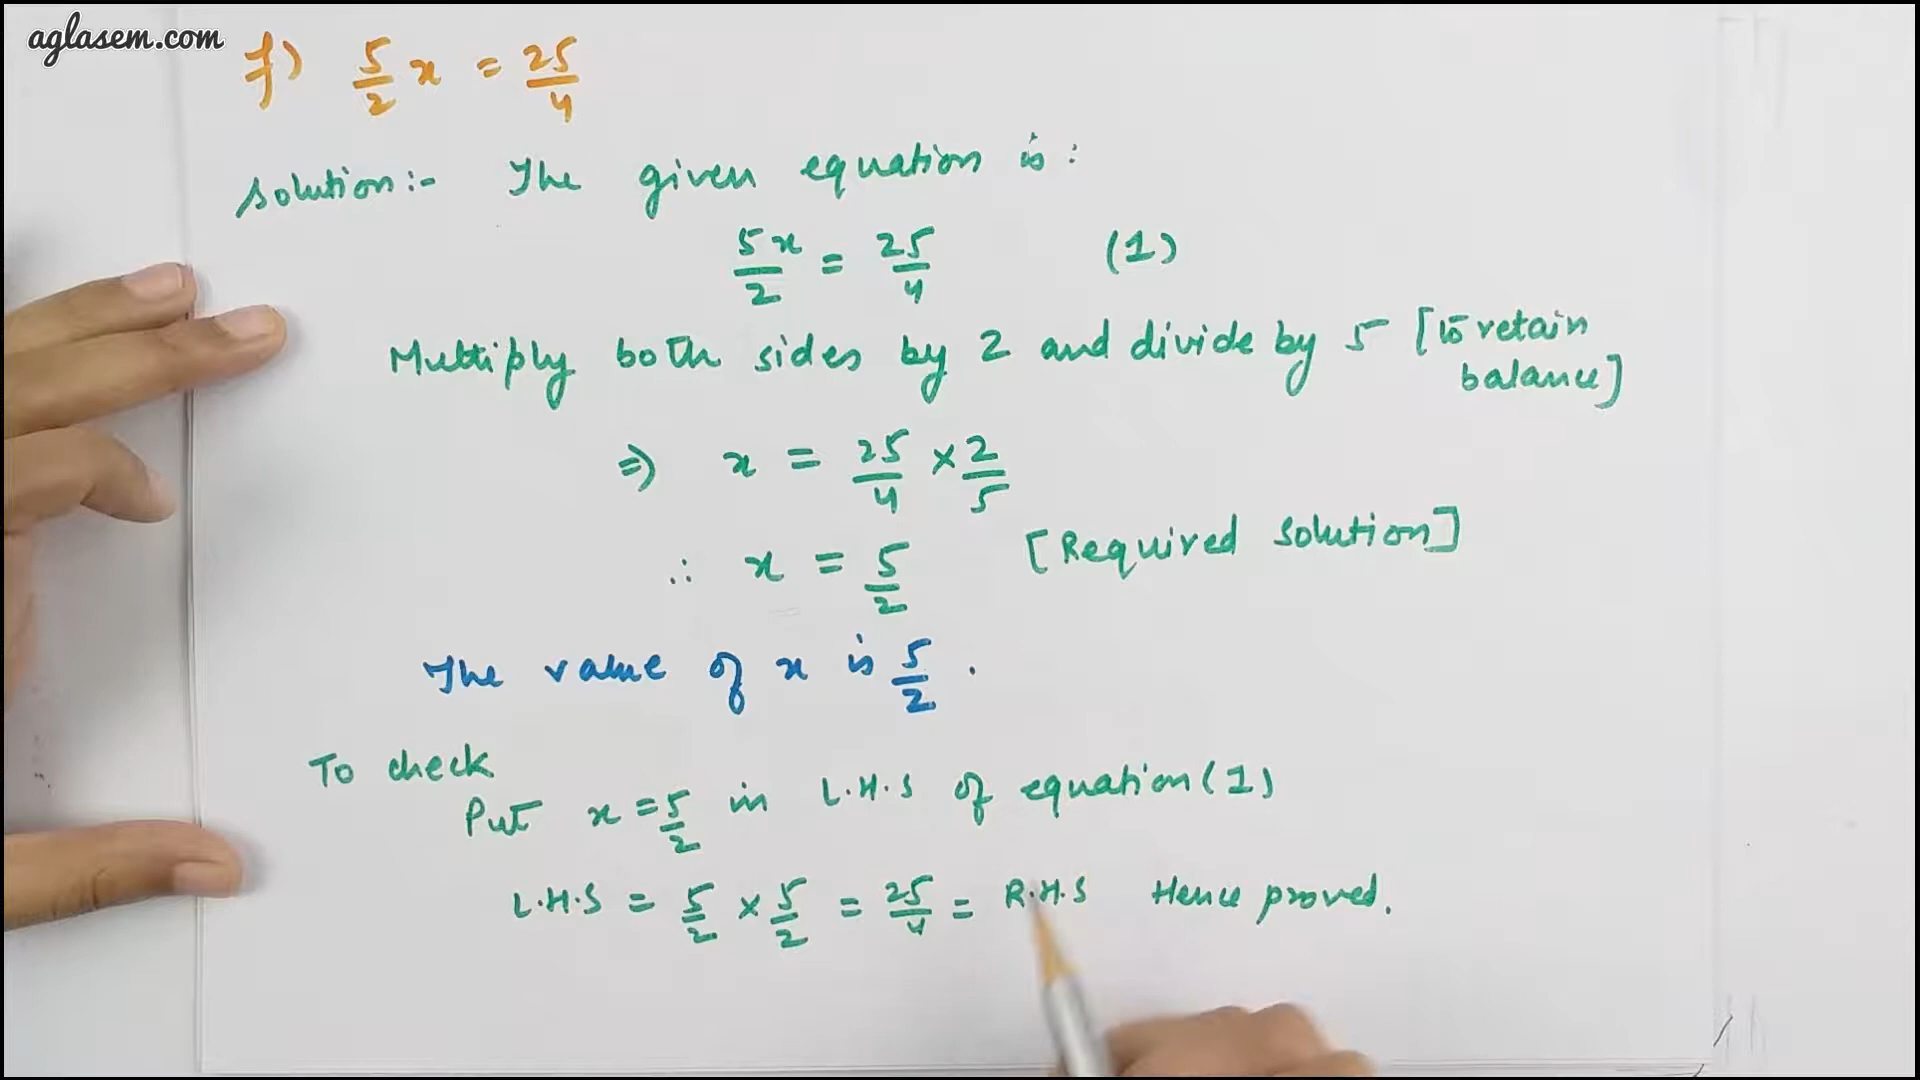 aglasem.com
f) 5/2 x = 25/4
Solution:- The given equation is:
5x/2 = 25/4 (1)
Multiply both sides by 2 and divide by 5 [to retain
balance]
⇒ x = 25/4 × 2/5
∴ x = 5/2 [Required solution]
The value of x is 5/2.
To check
Put x = 5/2 in L.H.S of equation (1)
L.H.S = 5/2 × 5/2 = 25/4 = R.H.S Hence proved.